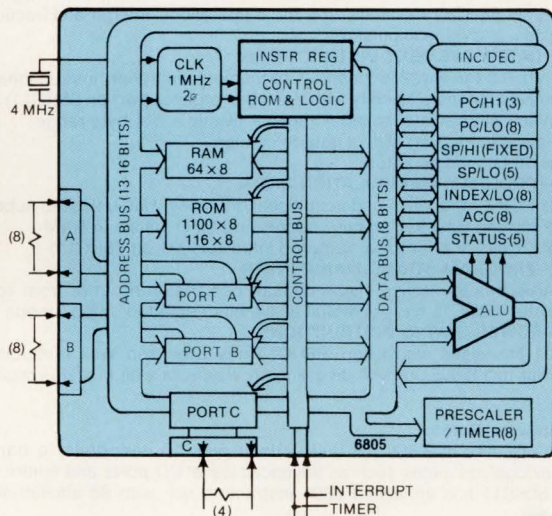 CLK
1 MHz
2ø
4 MHz
INSTR REG
CONTROL
ROM & LOGIC
INC/DEC
PC/H1 (3)
PC/LO (8)
SP/HI (FIXED)
SP/LO (5)
INDEX/LO (8)
ACC (8)
STATUS (5)
ADDRESS BUS (13 16 BITS)
RAM
64 × 8
ROM
1100 × 8
116 × 8
CONTROL BUS
DATA BUS (8 BITS)
A
(8)
PORT A
B
(8)
PORT B
ALU
PORT C
C
PRESCALER
/ TIMER (8)
6805
(4)
INTERRUPT
TIMER